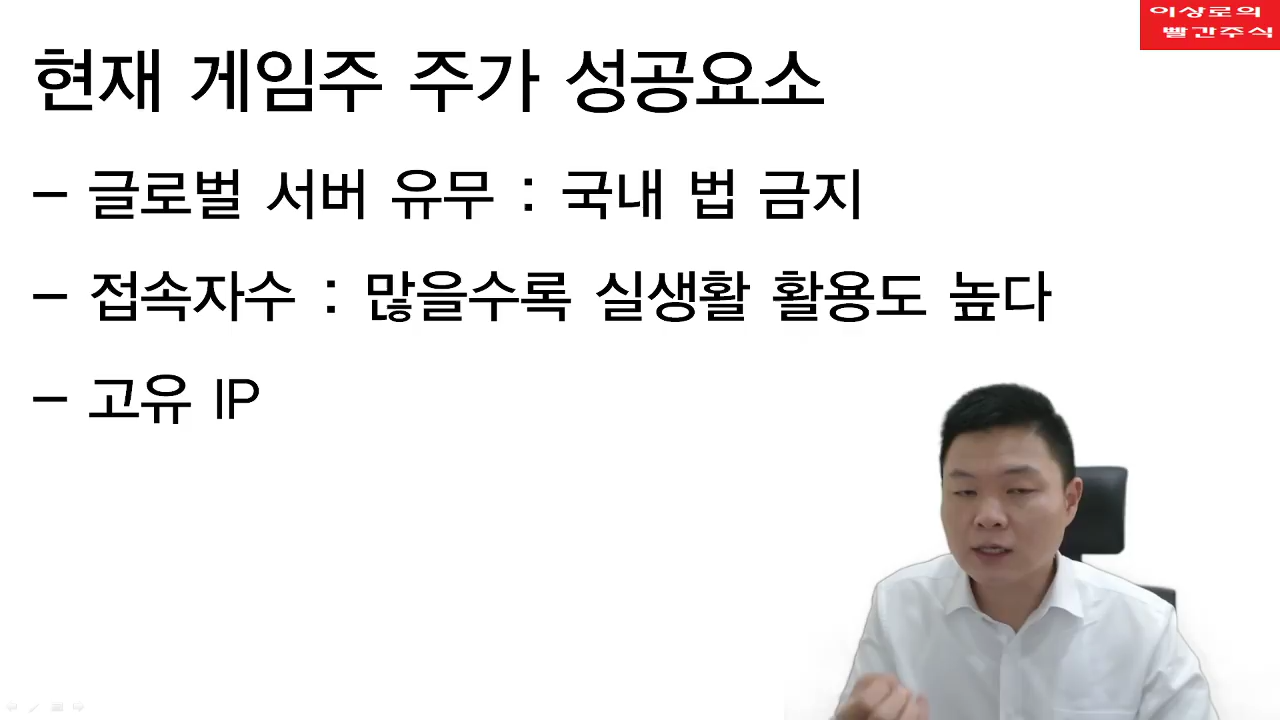 이상로의
빨간주식
현재 게임주 주가 성공요소
- 글로벌 서버 유무 : 국내 법 금지
- 접속자수 : 많을수록 실생활 활용도 높다
- 고유 IP